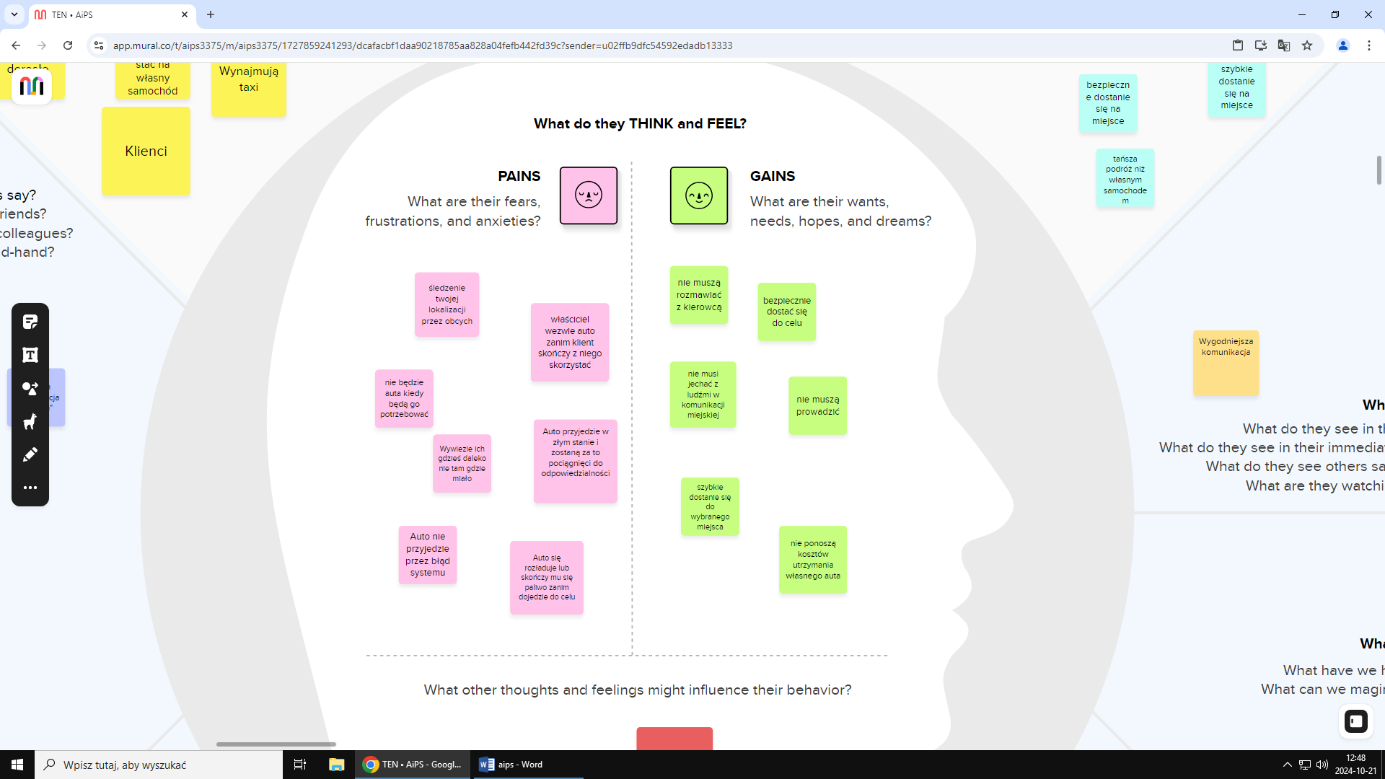 TEN • AiPS
app.mural.co/t/aips3375/m/aips3375/1727859241293/dcafacbf1daa90218785aa828a04fefb442fd39c?sender=u02ffb9dfc54592edadb13333
stać na
własny
samochód
Wynajmują
taxi
Klienci
s say?
riends?
colleagues?
d-hand?
What do they THINK and FEEL?
PAINS
What are their fears,
frustrations, and anxieties?
GAINS
What are their wants,
needs, hopes, and dreams?
śledzenie
twojej
lokalizacji
przez obcych
właściciel
wezwie auto
zanim klient
skończy z niego
skorzystać
nie będzie
auta kiedy
będą go
potrzebować
Wywiezie ich
gdzieś daleko
nie tam gdzie
miało
Auto przyjedzie w
złym stanie i
zostaną za to
pociągnięci do
odpowiedzialności
Auto nie
przyjedzie
przez błąd
systemu
Auto się
rozładuje lub
skończy mu się
paliwo zanim
dojedzie do celu
nie muszą
rozmawiać
z kierowcą
bezpiecznie
dostać się
do celu
nie musi
jechać z
ludźmi w
komunikacji
miejskiej
nie muszą
prowadzić
szybkie
dostanie się
do
wybranego
miejsca
nie ponoszą
kosztów
utrzymania
własnego auta
What other thoughts and feelings might influence their behavior?
bezpieczn
e dostanie
się na
miejsce
szybkie
dostanie
się na
miejsce
tańsza
podróż niż
własnym
samochode
m
Wygodniejsza
komunikacja
Wh
What do they see in th
What do they see in their immediat
What do they see others sa
What are they watchi
Wha
What have we h
What can we magin
cja
Wpisz tutaj, aby wyszukać
TEN • AiPS - Googl...
aips - Word
12:48
2024-10-21